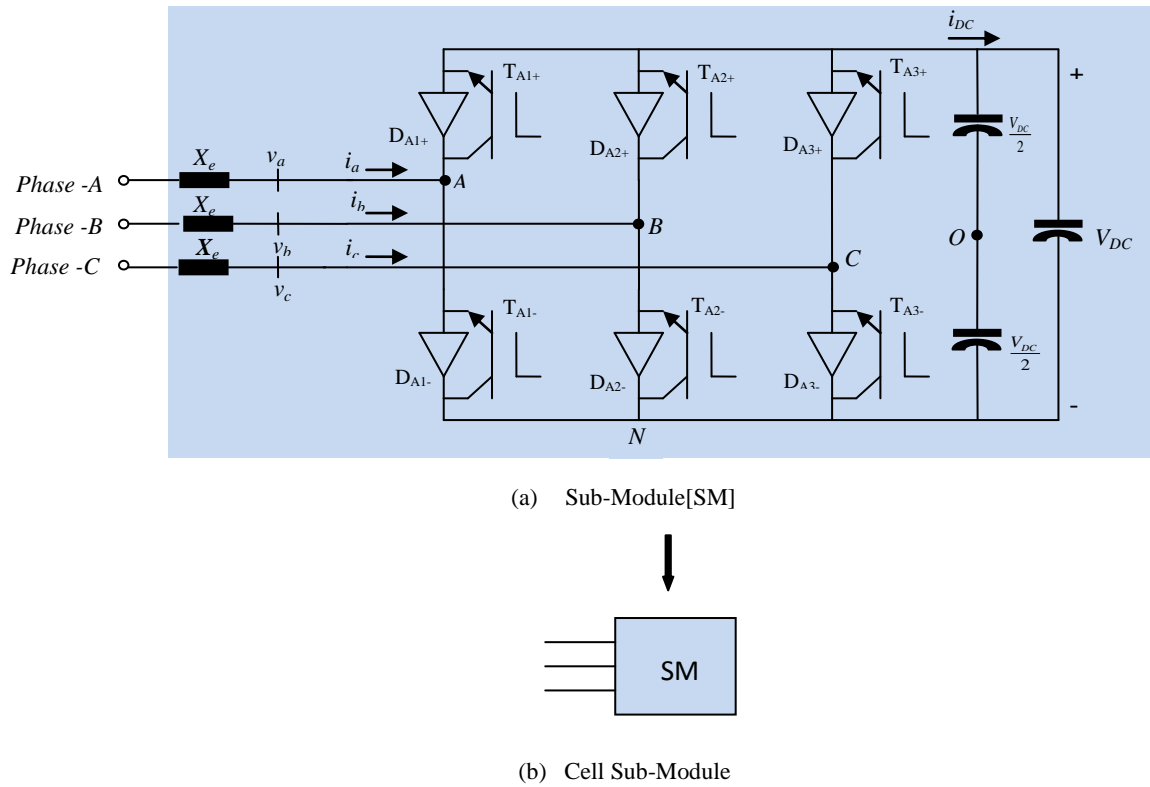 i_DC
T_A1+ T_A2+ T_A3+
+
D_A1+ D_A2+ D_A3+
V_DC/2
Phase -A X_e v_a i_a A
Phase -B X_e v_b i_b B
Phase -C X_e v_c i_c C
O V_DC
T_A1- T_A2- T_A3-
V_DC/2
D_A1- D_A2- D_A3-
-
N
(a) Sub-Module[SM]
SM
(b) Cell Sub-Module